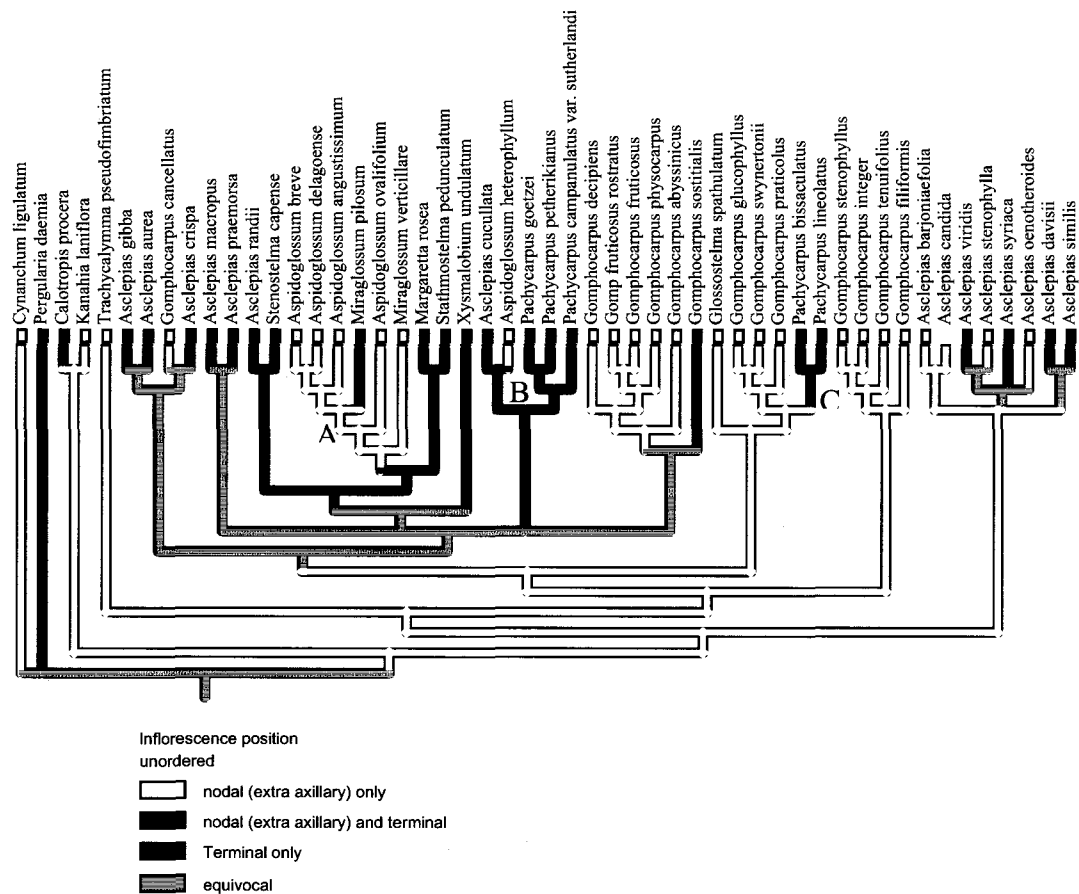 Cynanchum ligulatum
Pergularia daemia
Calotropis procera
Kanahia laniflora
Trachycalymma pseudofimbriatum
Asclepias gibba
Asclepias aurea
Gomphocarpus cancellatus
Asclepias crispa
Asclepias macropus
Asclepias praemorsa
Asclepias randii
Stenostelma capense
Aspidoglossum breve
Aspidoglossum delagoense
Aspidoglossum angustissimum
Miraglossum pilosum
Aspidoglossum ovalifolium
Miraglossum verticillare
Margaretta rosea
Stathmostelma pedunculatum
Xysmalobium undulatum
Asclepias cucullata
Aspidoglossum heterophyllum
Pachycarpus goetzei
Pachycarpus petherikianus
Pachycarpus campanulatus var. sutherlandi
Gomphocarpus decipiens
Gomp fruticosus rostratus
Gomphocarpus fruticosus
Gomphocarpus physocarpus
Gomphocarpus abyssinicus
Gomphocarpus sostitialis
Glossostelma spathulatum
Gomphocarpus glucophyllus
Gomphocarpus swynertonii
Gomphocarpus praticolus
Pachycarpus bissaculatus
Pachycarpus lineolatus
Gomphocarpus stenophyllus
Gomphocarpus integer
Gomphocarpus tenuifolius
Gomphocarpus filiformis
Asclepias barjoniaefolia
Asclepias candida
Asclepias viridis
Asclepias stenophylla
Asclepias syriaca
Asclepias oenotheroides
Asclepias davisii
Asclepias similis
A
B
C
Inflorescence position
unordered
nodal (extra axillary) only
nodal (extra axillary) and terminal
Terminal only
equivocal